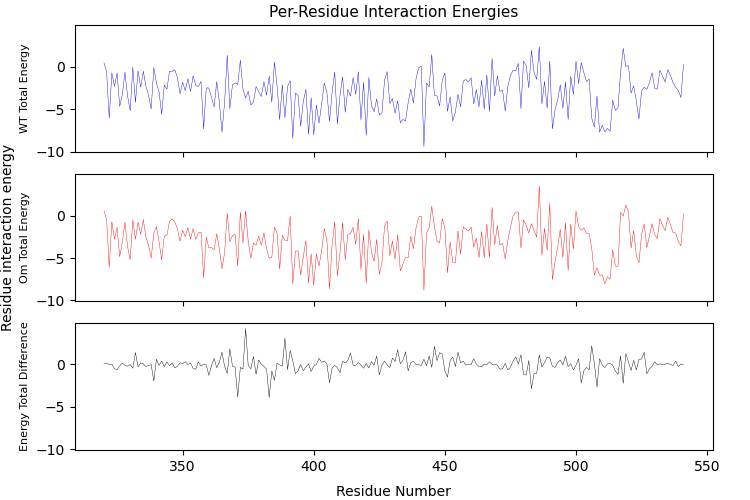 Per-Residue Interaction Energies
Residue interaction energy
WT Total Energy
0
−5
−10
Om Total Energy
0
−5
−10
Energy Total Difference
0
−5
−10
350 400 450 500 550
Residue Number